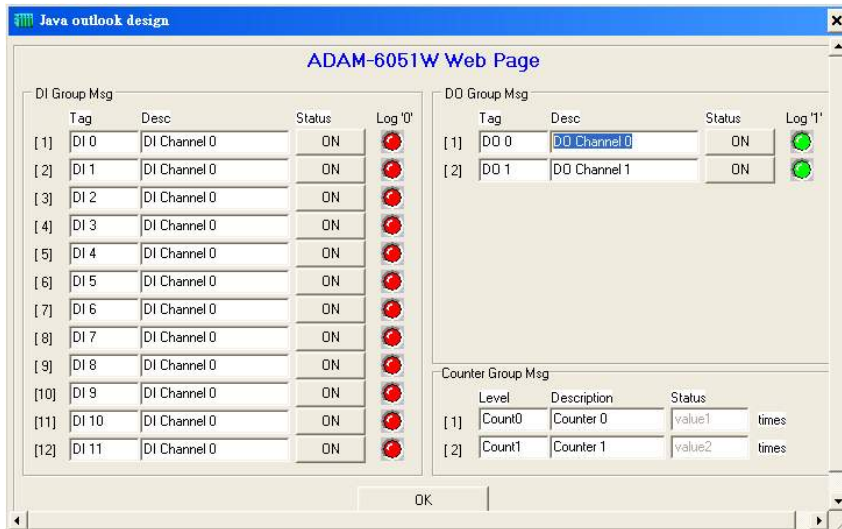 Java outlook design
ADAM-6051W Web Page
DI Group Msg
Tag Desc Status Log '0'
[ 1] DI 0 DI Channel 0 ON
[ 2] DI 1 DI Channel 0 ON
[ 3] DI 2 DI Channel 0 ON
[ 4] DI 3 DI Channel 0 ON
[ 5] DI 4 DI Channel 0 ON
[ 6] DI 5 DI Channel 0 ON
[ 7] DI 6 DI Channel 0 ON
[ 8] DI 7 DI Channel 0 ON
[ 9] DI 8 DI Channel 0 ON
[10] DI 9 DI Channel 0 ON
[11] DI 10 DI Channel 0 ON
[12] DI 11 DI Channel 0 ON
DO Group Msg
Tag Desc Status Log '1'
[ 1] DO 0 DO Channel 0 ON
[ 2] DO 1 DO Channel 1 ON
Counter Group Msg
Level Description Status
[ 1] Count0 Counter 0 value1 times
[ 2] Count1 Counter 1 value2 times
OK